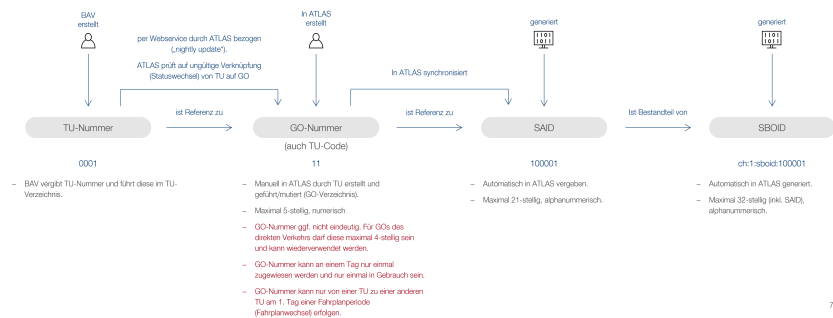 BAV
erstellt
In ATLAS
erstellt
generiert
generiert
per Webservice durch ATLAS bezogen
(„nightly update“).
ATLAS prüft auf ungültige Verknüpfung
(Statuswechsel) von TU auf GO
In ATLAS synchronisiert
TU-Nummer
ist Referenz zu
GO-Nummer
ist Referenz zu
SAID
Ist Bestandteil von
SBOID
(auch TU-Code)
0001
11
100001
ch:1:sboid:100001
– BAV vergibt TU-Nummer und führt diese im TU-
Verzeichnis.
– Manuell in ATLAS durch TU erstellt und
geführt/mutiert (GO-Verzeichnis).
– Maximal 5-stellig, numerisch
– GO-Nummer ggf. nicht eindeutig. Für GOs des
direkten Verkehrs darf diese maximal 4-stellig sein
und kann wiederverwendet werden.
– GO-Nummer kann an einem Tag nur einmal
zugewiesen werden und nur einmal in Gebrauch sein.
– GO-Nummer kann nur von einer TU zu einer anderen
TU am 1. Tag einer Fahrplanperiode
(Fahrplanwechsel) erfolgen.
– Automatisch in ATLAS vergeben.
– Maximal 21-stellig, alphanummerisch.
– Automatisch in ATLAS generiert.
– Maximal 32-stellig (inkl. SAID),
alphanummerisch.
7